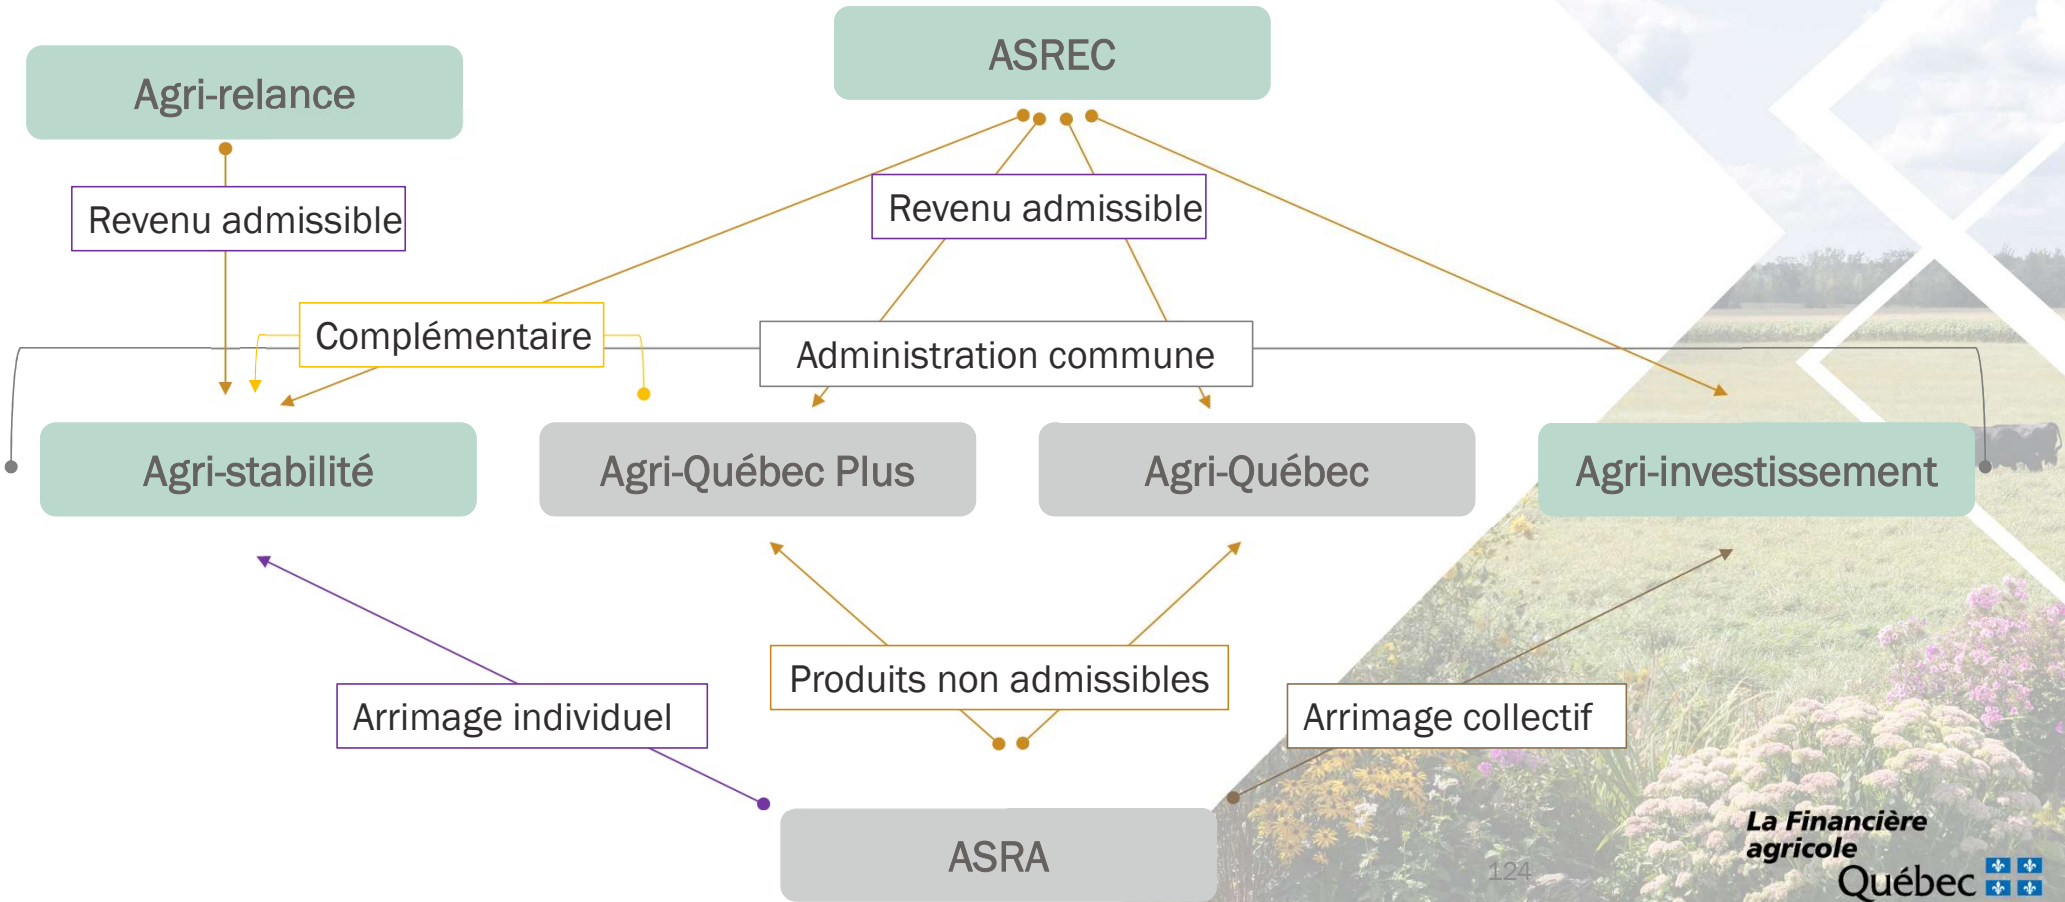 ASREC
Agri-relance
Revenu admissible
Revenu admissible
Complémentaire
Administration commune
Agri-stabilité
Agri-Québec Plus
Agri-Québec
Agri-investissement
Produits non admissibles
Arrimage individuel
Arrimage collectif
ASRA
La Financière
agricole
Québec
124